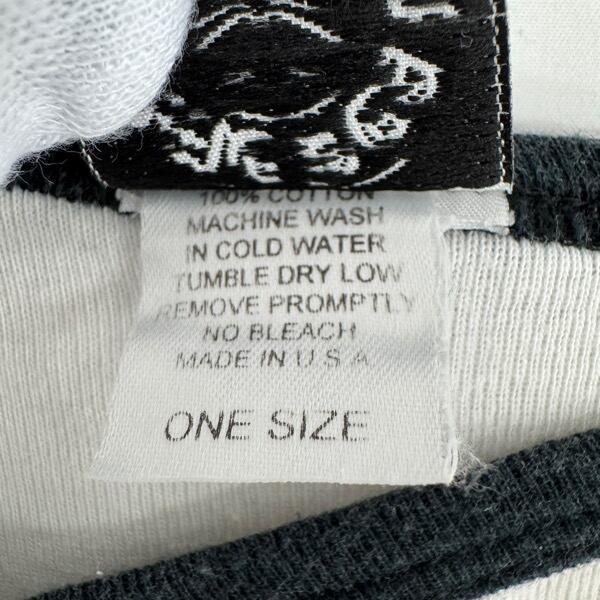 100% COTTON
MACHINE WASH
IN COLD WATER
TUMBLE DRY LOW
REMOVE PROMPTLY
NO BLEACH
MADE IN U S A
ONE SIZE